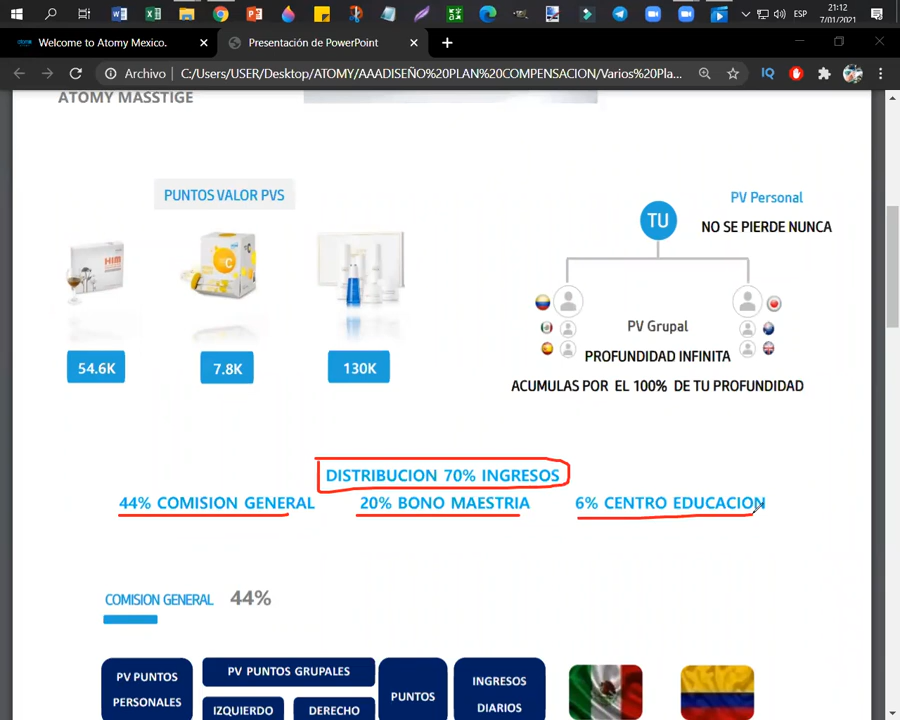 21:12
ESP
7/01/2021
Welcome to Atomy Mexico.
Presentación de PowerPoint
Archivo
C:/Users/USER/Desktop/ATOMY/AAADISEÑO%20PLAN%20COMPENSACION/Varios%20Pla...
IQ
ATOMY MASSTIGE
PUNTOS VALOR PVS
PV Personal
TU
NO SE PIERDE NUNCA
HIM
C
PV Grupal
PROFUNDIDAD INFINITA
54.6K
7.8K
130K
ACUMULAS POR EL 100% DE TU PROFUNDIDAD
DISTRIBUCION 70% INGRESOS
44% COMISION GENERAL
20% BONO MAESTRIA
6% CENTRO EDUCACION
COMISION GENERAL 44%
PV PUNTOS
PERSONALES
PV PUNTOS GRUPALES
IZQUIERDO
DERECHO
PUNTOS
INGRESOS
DIARIOS